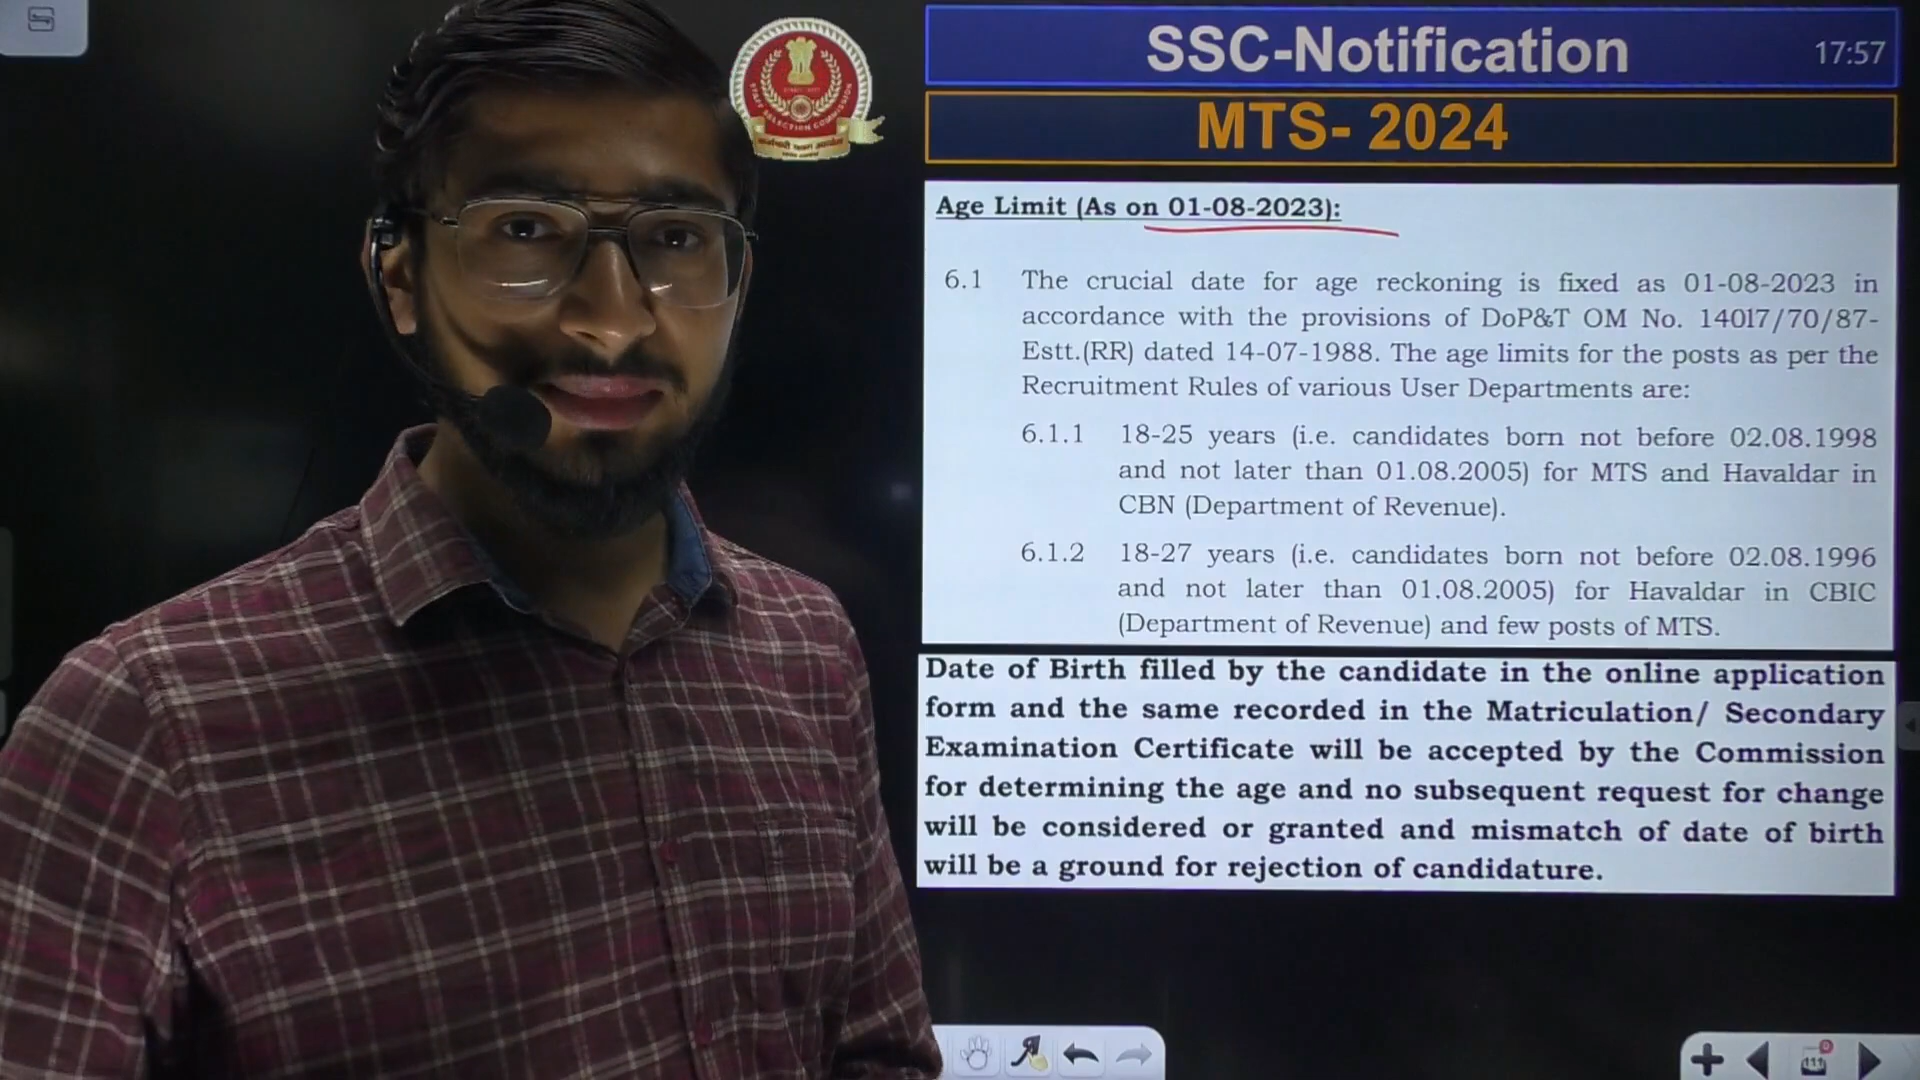 SSC-Notification
17:57
MTS- 2024
Age Limit (As on 01-08-2023):
6.1 The crucial date for age reckoning is fixed as 01-08-2023 in
accordance with the provisions of DoP&T OM No. 14017/70/87-
Estt.(RR) dated 14-07-1988. The age limits for the posts as per the
Recruitment Rules of various User Departments are:
6.1.1 18-25 years (i.e. candidates born not before 02.08.1998
and not later than 01.08.2005) for MTS and Havaldar in
CBN (Department of Revenue).
6.1.2 18-27 years (i.e. candidates born not before 02.08.1996
and not later than 01.08.2005) for Havaldar in CBIC
(Department of Revenue) and few posts of MTS.
Date of Birth filled by the candidate in the online application
form and the same recorded in the Matriculation/ Secondary
Examination Certificate will be accepted by the Commission
for determining the age and no subsequent request for change
will be considered or granted and mismatch of date of birth
will be a ground for rejection of candidature.
STAFF SELECTION COMMISSION